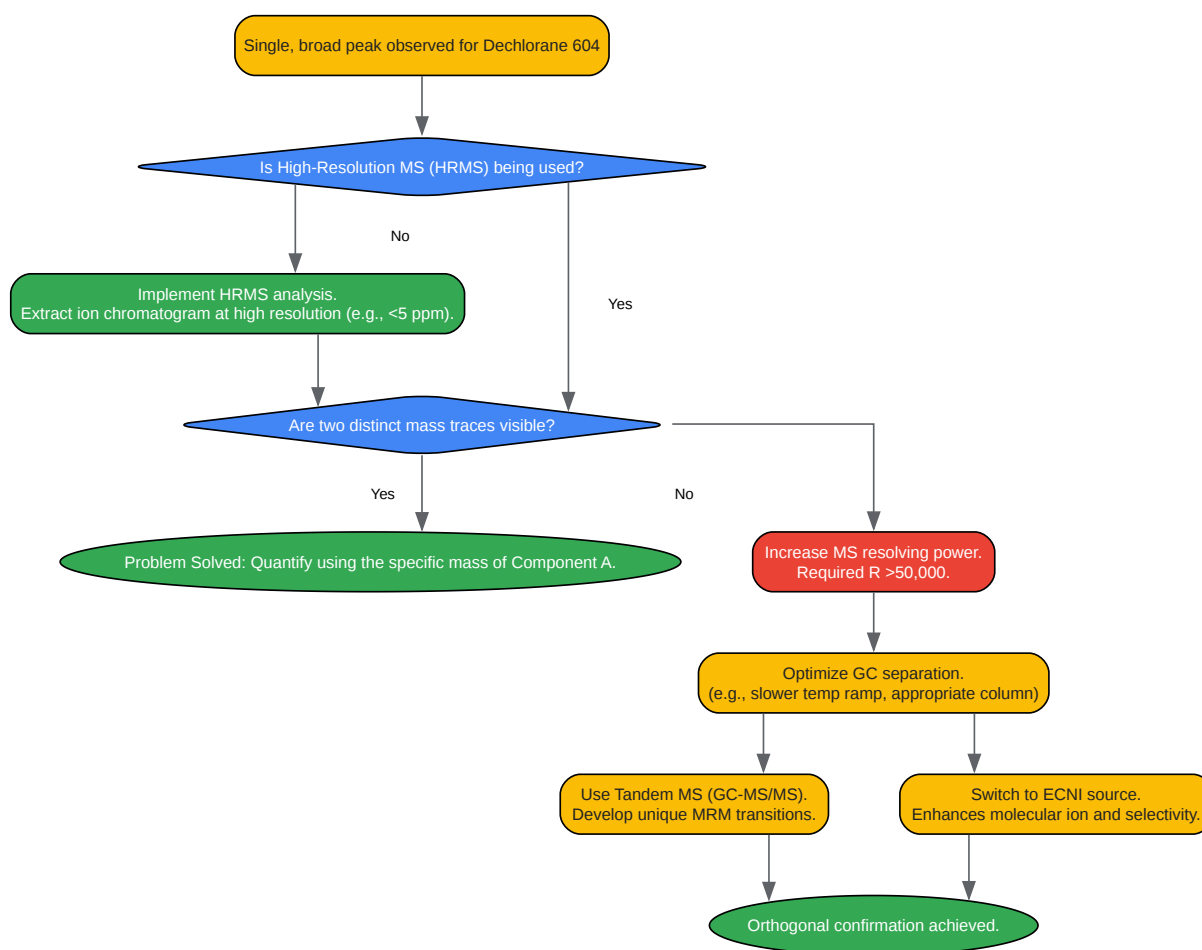 Single, broad peak observed for Dechlorane 604
Is High-Resolution MS (HRMS) being used?
No
Implement HRMS analysis.
Extract ion chromatogram at high resolution (e.g., <5 ppm).
Yes
Are two distinct mass traces visible?
Yes
No
Problem Solved: Quantify using the specific mass of Component A.
Increase MS resolving power.
Required R >50,000.
Optimize GC separation.
(e.g., slower temp ramp, appropriate column)
Use Tandem MS (GC-MS/MS).
Develop unique MRM transitions.
Switch to ECNI source.
Enhances molecular ion and selectivity.
Orthogonal confirmation achieved.